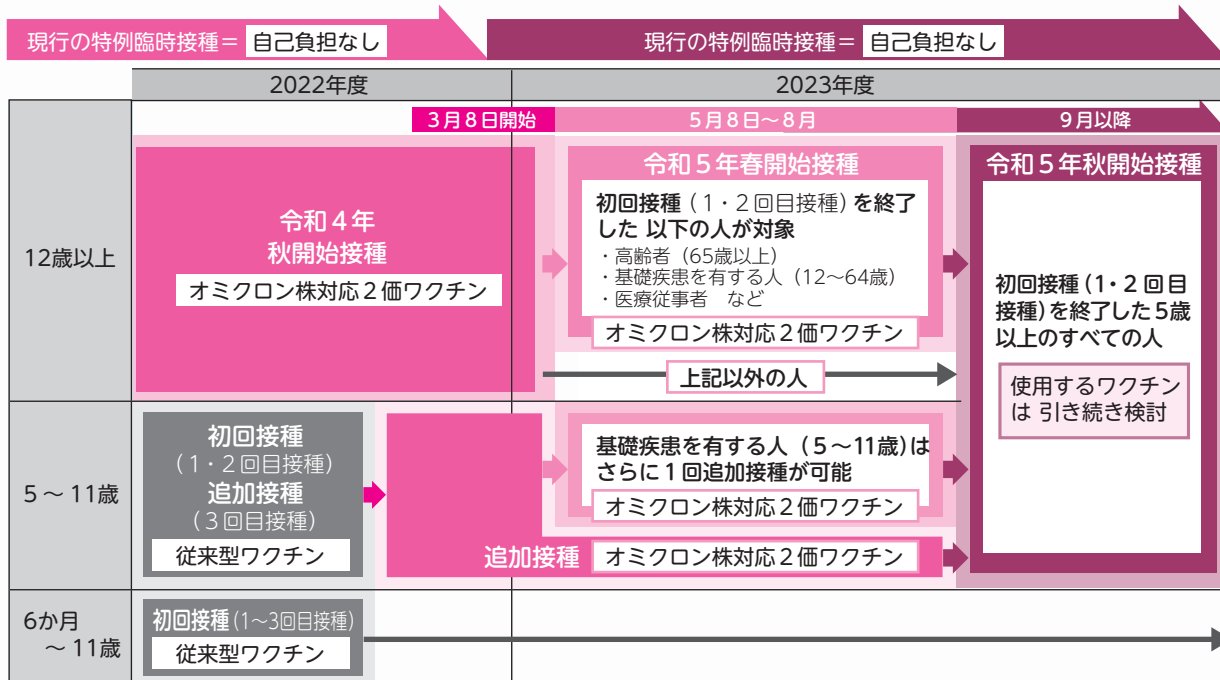 現行の特例臨時接種＝ 自己負担なし
現行の特例臨時接種＝ 自己負担なし
2022年度
2023年度
3月8日開始
5月8日～8月
9月以降
12歳以上
令和４年
秋開始接種
オミクロン株対応２価ワクチン
令和５年春開始接種
初回接種（１・２回目接種）を終了
した 以下の人が対象
・高齢者（65歳以上）
・基礎疾患を有する人（12～64歳）
・医療従事者　など
オミクロン株対応２価ワクチン
上記以外の人
令和５年秋開始接種
初回接種（１・２回目
接種）を終了した５歳
以上のすべての人
使用するワクチン
は 引き続き検討
５～11歳
初回接種
（１・２回目接種）
追加接種
（３回目接種）
従来型ワクチン
基礎疾患を有する人（５～11歳）は
さらに１回追加接種が可能
オミクロン株対応２価ワクチン
追加接種 オミクロン株対応２価ワクチン
6か月
～11歳
初回接種（1～3回目接種）
従来型ワクチン